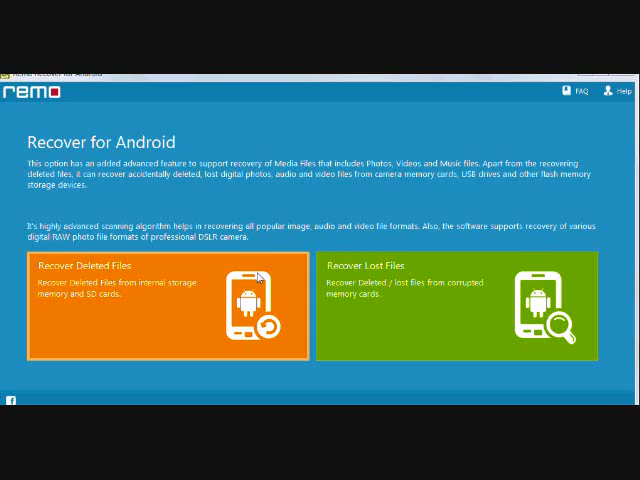 Remo Recover for Android
remo
FAQ
Help
Recover for Android
This option has an added advanced feature to support recovery of Media Files that includes Photos, Videos and Music files. Apart from the recovering
deleted files, it can recover accidentally deleted, lost digital photos, audio and video files from camera memory cards, USB drives and other flash memory
storage devices.
It's highly advanced scanning algorithm helps in recovering all popular image, audio and video file formats. Also, the software supports recovery of various
digital RAW photo file formats of professional DSLR camera.
Recover Deleted Files
Recover Deleted Files from internal storage
memory and SD cards.
Recover Lost Files
Recover Deleted / lost files from corrupted
memory cards.
f